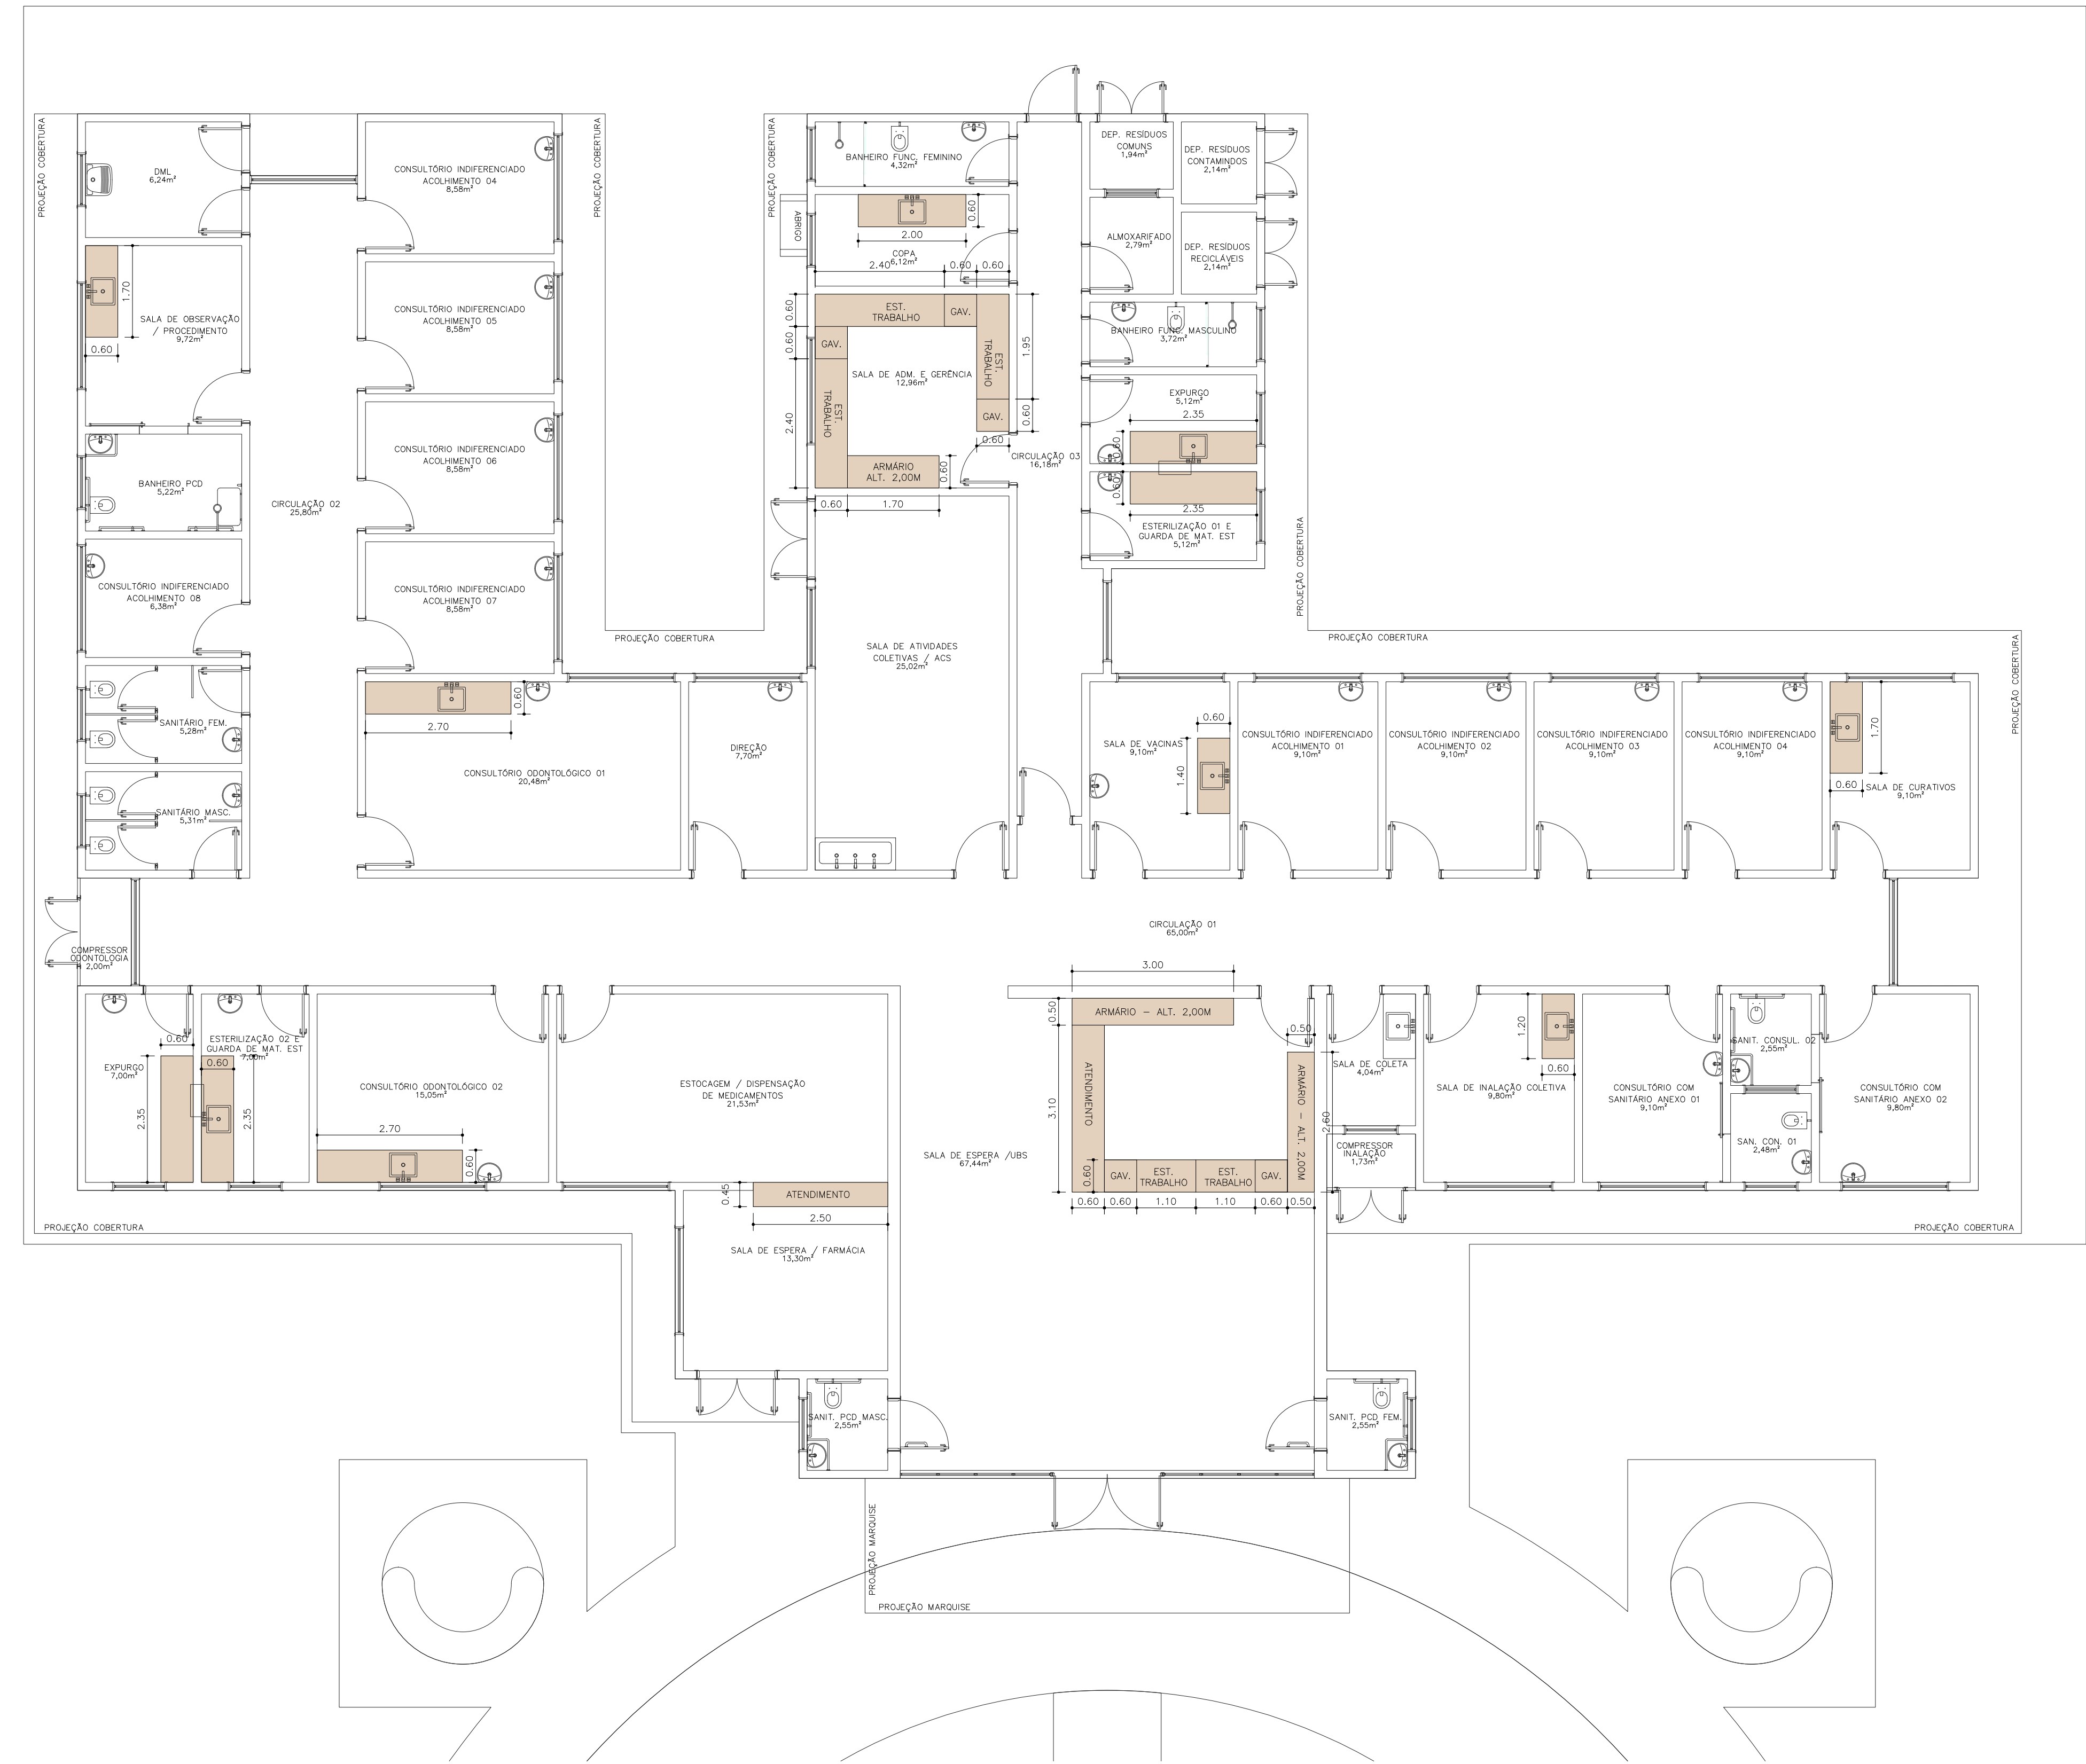 PROJEÇÃO COBERTURA
DML
6,24m²
CONSULTÓRIO INDIFERENCIADO
ACOLHIMENTO 04
8,58m²
PROJEÇÃO COBERTURA
PROJEÇÃO COBERTURA
BANHEIRO FUNC. FEMININO
4,32m²
DEP. RESÍDUOS
COMUNS
1,94m²
DEP. RESÍDUOS
CONTAMINDOS
2,14m²
ABRIGO
0.60
2.00
COPA
6,12m²
ALMOXARIFADO
2,79m²
DEP. RESÍDUOS
RECICLÁVEIS
2,14m²
1.70
0.60
SALA DE OBSERVAÇÃO
/ PROCEDIMENTO
9,72m²
CONSULTÓRIO INDIFERENCIADO
ACOLHIMENTO 05
8,58m²
2.40
0.60
0.60
0.60
EST.
TRABALHO
GAV.
0.60
GAV.
EST.
TRABALHO
1.95
SALA DE ADM. E GERÊNCIA
12,96m²
EST.
TRABALHO
2.40
GAV.
0.60
0.60
ARMÁRIO
ALT. 2,00M
0.60
0.60
1.70
BANHEIRO FUNC. MASCULINO
3,72m²
EXPURGO
5,12m²
2.35
0.60
CIRCULAÇÃO 03
16,18m²
0.60
2.35
ESTERILIZAÇÃO 01 E
GUARDA DE MAT. EST
5,12m²
CONSULTÓRIO INDIFERENCIADO
ACOLHIMENTO 06
8,58m²
BANHEIRO PCD
5,22m²
CIRCULAÇÃO 02
25,80m²
PROJEÇÃO COBERTURA
CONSULTÓRIO INDIFERENCIADO
ACOLHIMENTO 08
6,38m²
CONSULTÓRIO INDIFERENCIADO
ACOLHIMENTO 07
8,58m²
PROJEÇÃO COBERTURA
PROJEÇÃO COBERTURA
PROJEÇÃO COBERTURA
SALA DE ATIVIDADES
COLETIVAS / ACS
25,02m²
SANITÁRIO FEM.
5,28m²
0.60
2.70
CONSULTÓRIO ODONTOLÓGICO 01
20,48m²
DIREÇÃO
7,70m²
SALA DE VACINAS
9,10m²
0.60
1.40
CONSULTÓRIO INDIFERENCIADO
ACOLHIMENTO 01
9,10m²
CONSULTÓRIO INDIFERENCIADO
ACOLHIMENTO 02
9,10m²
CONSULTÓRIO INDIFERENCIADO
ACOLHIMENTO 03
9,10m²
CONSULTÓRIO INDIFERENCIADO
ACOLHIMENTO 04
9,10m²
1.70
0.60
SALA DE CURATIVOS
9,10m²
SANITÁRIO MASC.
5,31m²
CIRCULAÇÃO 01
65,00m²
COMPRESSOR
ODONTOLOGIA
2,00m²
3.00
0.50
ARMÁRIO – ALT. 2,00M
0.50
EXPURGO
7,00m²
0.60
2.35
ESTERILIZAÇÃO 02 E
GUARDA DE MAT. EST
7,00m²
0.60
2.35
CONSULTÓRIO ODONTOLÓGICO 02
15,05m²
2.70
0.60
ESTOCAGEM / DISPENSAÇÃO
DE MEDICAMENTOS
21,53m²
ATENDIMENTO
3.10
ARMÁRIO – ALT. 2,00M
2.60
SALA DE ESPERA /UBS
67,44m²
0.60
GAV.
EST.
TRABALHO
EST.
TRABALHO
GAV.
0.60
0.60
1.10
1.10
0.60
0.50
SALA DE COLETA
4,04m²
COMPRESSOR
INALAÇÃO
1,73m²
1.20
0.60
SALA DE INALAÇÃO COLETIVA
9,80m²
CONSULTÓRIO COM
SANITÁRIO ANEXO 01
9,10m²
SANIT. CONSUL. 02
2,55m²
SAN. CON. 01
2,48m²
CONSULTÓRIO COM
SANITÁRIO ANEXO 02
9,80m²
0.45
ATENDIMENTO
2.50
SALA DE ESPERA / FARMÁCIA
13,30m²
PROJEÇÃO COBERTURA
PROJEÇÃO COBERTURA
SANIT. PCD MASC.
2,55m²
SANIT. PCD FEM.
2,55m²
PROJEÇÃO MARQUISE
PROJEÇÃO MARQUISE